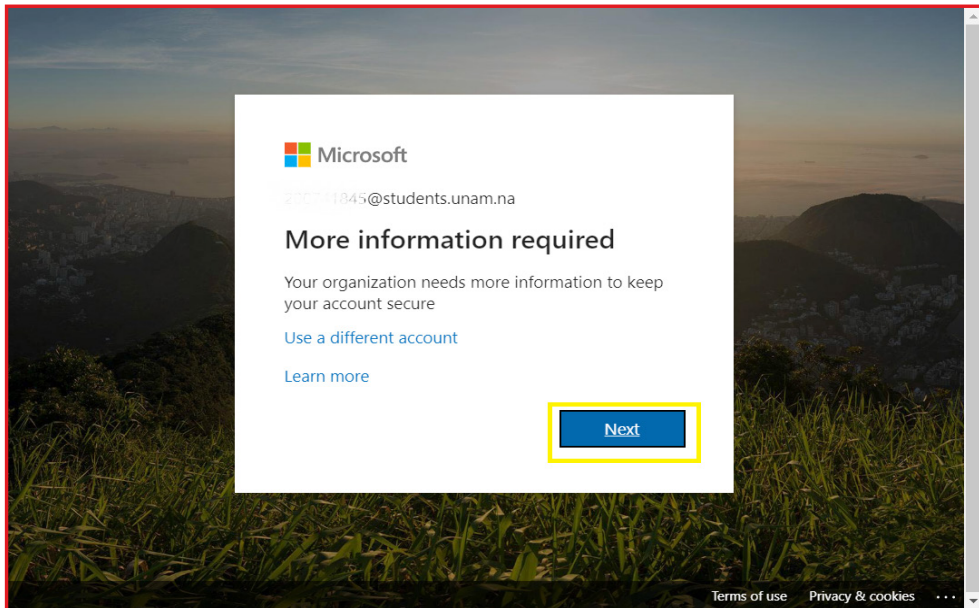 Microsoft
1845@students.unam.na
More information required
Your organization needs more information to keep
your account secure
Use a different account
Learn more
Next
Terms of use Privacy & cookies ...